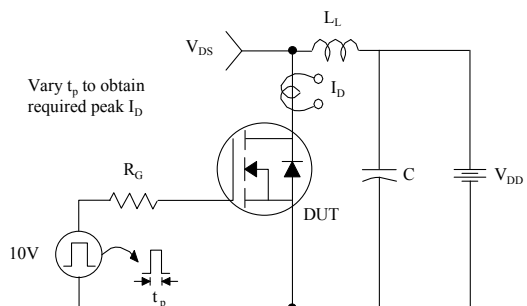 L_L
V_DS
I_D
Vary t_p to obtain
required peak I_D
R_G
C
V_DD
DUT
10V
t_p